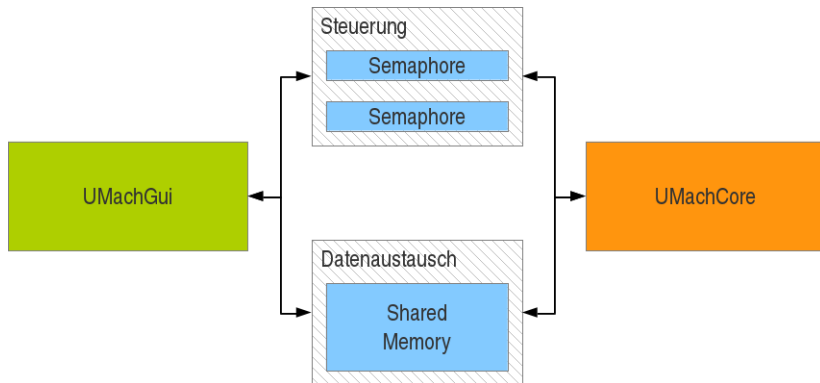 Steuerung
Semaphore
Semaphore
UMachGui
UMachCore
Datenaustausch
Shared
Memory